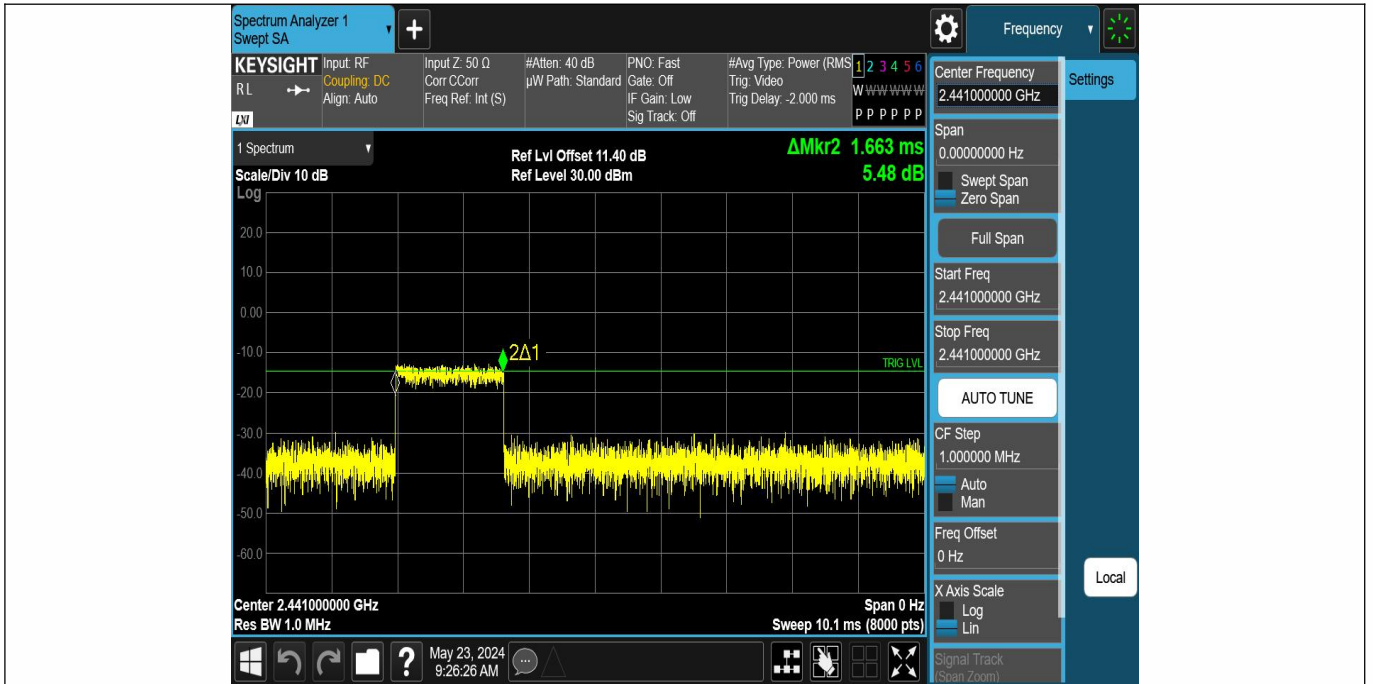 Spectrum Analyzer 1
Swept SA
+
Frequency
KEYSIGHT
RL
LXI
Input: RF
Coupling: DC
Align: Auto
Input Z: 50 Ω
Corr CCorr
Freq Ref: Int (S)
#Atten: 40 dB
µW Path: Standard
PNO: Fast
Gate: Off
IF Gain: Low
Sig Track: Off
#Avg Type: Power (RMS
Trig: Video
Trig Delay: -2.000 ms
1 2 3 4 5 6
W W W W W W
P P P P P P
1 Spectrum
Scale/Div 10 dB
Ref Lvl Offset 11.40 dB
Ref Level 30.00 dBm
ΔMkr2 1.663 ms
5.48 dB
Log
20.0
10.0
0.00
-10.0
-20.0
-30.0
-40.0
-50.0
-60.0
2Δ1
TRIG LVL
Center 2.441000000 GHz
Span 0 Hz
Res BW 1.0 MHz
Sweep 10.1 ms (8000 pts)
May 23, 2024
9:26:26 AM
?
Center Frequency
2.441000000 GHz
Settings
Span
0.00000000 Hz
Swept Span
Zero Span
Full Span
Start Freq
2.441000000 GHz
Stop Freq
2.441000000 GHz
AUTO TUNE
CF Step
1.000000 MHz
Auto
Man
Freq Offset
0 Hz
X Axis Scale
Log
Lin
Local
Signal Track
(Span Zoom)